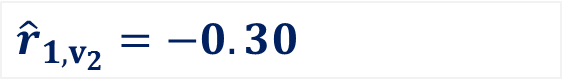 r̂₁,ᵥ₂ = −0.30